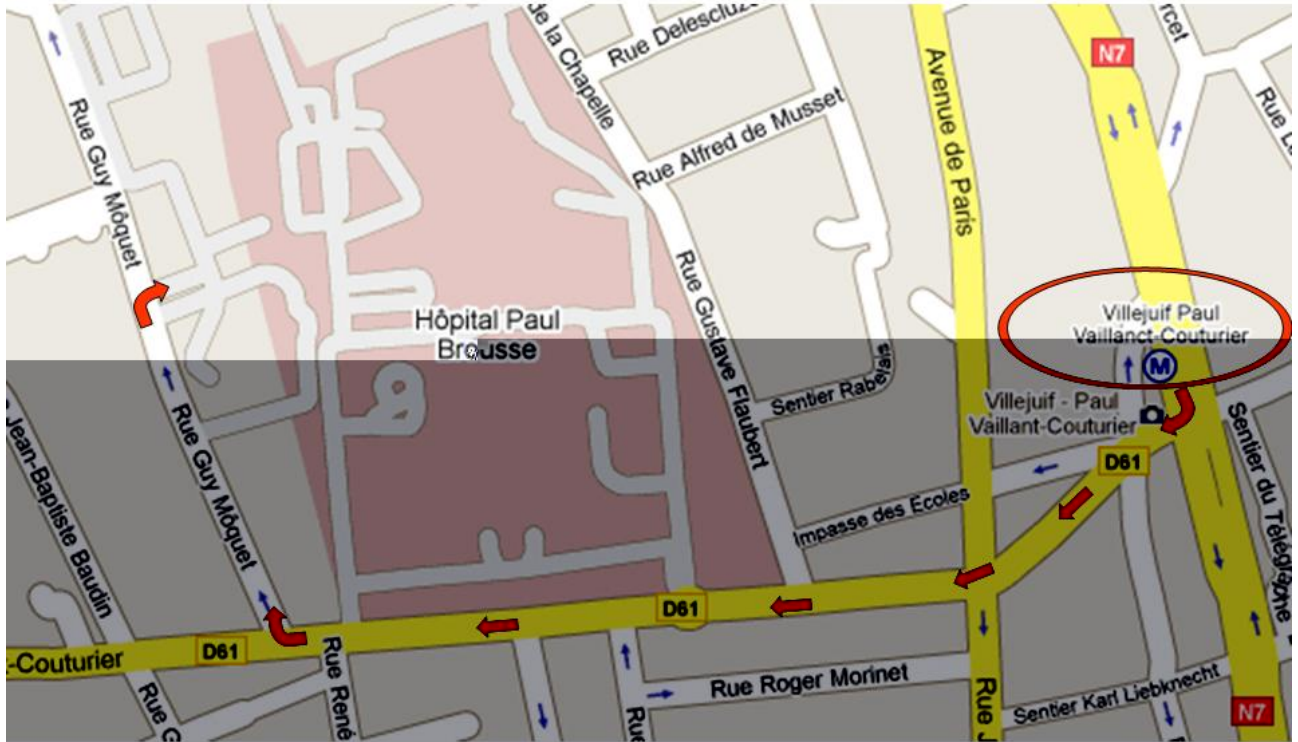 de la Chapelle
Rue Delescluze
N7
Rue Guy Môquet
Avenue de Paris
Rue Alfred de Musset
Rue Gustave Flaubert
Hôpital Paul
Brousse
Villejuif Paul
Vaillanct-Couturier
M
Villejuif - Paul
Vaillant-Couturier
Sentier Rabelais
D61
Rue Guy Môquet
Jean-Baptiste Baudin
Impasse des Ecoles
Sentier du Télégraphe
D61
D61
-Couturier
Rue René
Rue Roger Morinet
Sentier Karl Liebknecht
Rue J
Rue G
N7